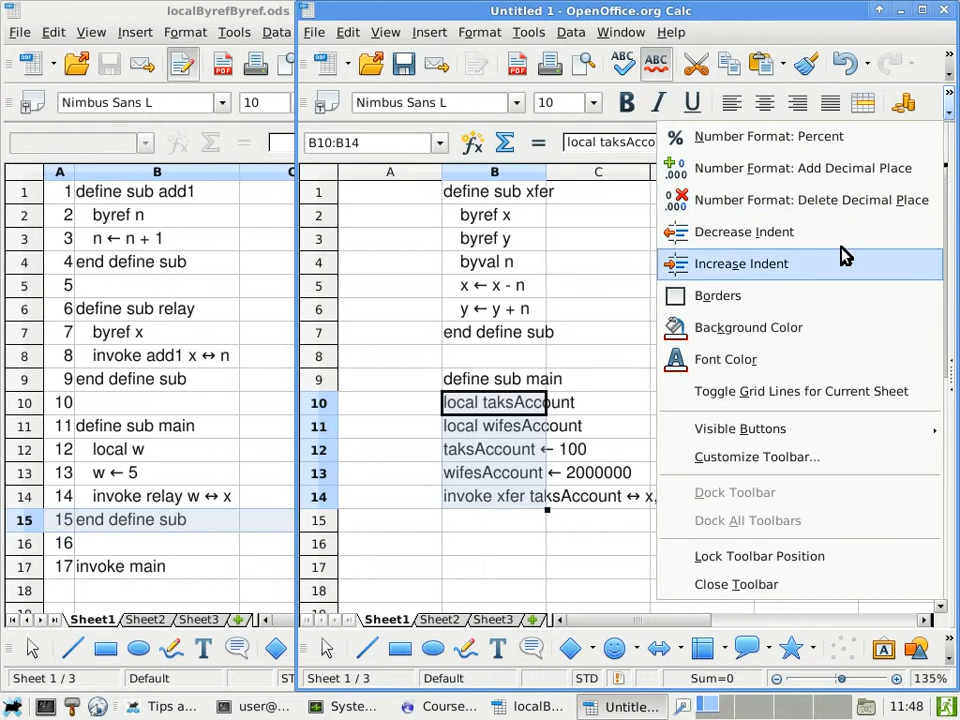 localByrefByref.ods
File Edit View Insert Format Tools Data
Nimbus Sans L 10
A B C
1 1 define sub add1
2 2 byref n
3 3 n ← n + 1
4 4 end define sub
5 5
6 6 define sub relay
7 7 byref x
8 8 invoke add1 x ↔ n
9 9 end define sub
10 10
11 11 define sub main
12 12 local w
13 13 w ← 5
14 14 invoke relay w ↔ x
15 15 end define sub
16 16
17 17 invoke main
18
Sheet1 Sheet2 Sheet3
Sheet 1 / 3 Default ST
Untitled 1 - OpenOffice.org Calc
File Edit View Insert Format Tools Data Window Help
ABC ABC
Nimbus Sans L 10 B I U
B10:B14 local taksAcco
A B C
1 define sub xfer
2 byref x
3 byref y
4 byval n
5 x ← x - n
6 y ← y + n
7 end define sub
8
9 define sub main
10 local taksAccount
11 local wifesAccount
12 taksAccount ← 100
13 wifesAccount ← 2000000
14 invoke xfer taksAccount ↔ x,
15
16
17
18
Number Format: Percent
Number Format: Add Decimal Place
Number Format: Delete Decimal Place
Decrease Indent
Increase Indent
Borders
Background Color
Font Color
Toggle Grid Lines for Current Sheet
Visible Buttons
Customize Toolbar...
Dock Toolbar
Dock All Toolbars
Lock Toolbar Position
Close Toolbar
Sheet1 Sheet2 Sheet3
Sheet 1 / 3 Default STD Sum=0 135%
Tips a... user@... System... Course... localB... Untitle... 11:48